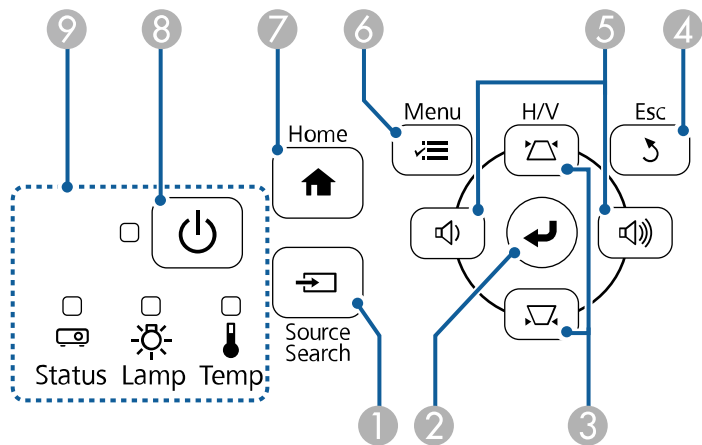 9 8 7 6 5 4
Menu H/V Esc
Home
Source
Search
Status Lamp Temp
1 2 3